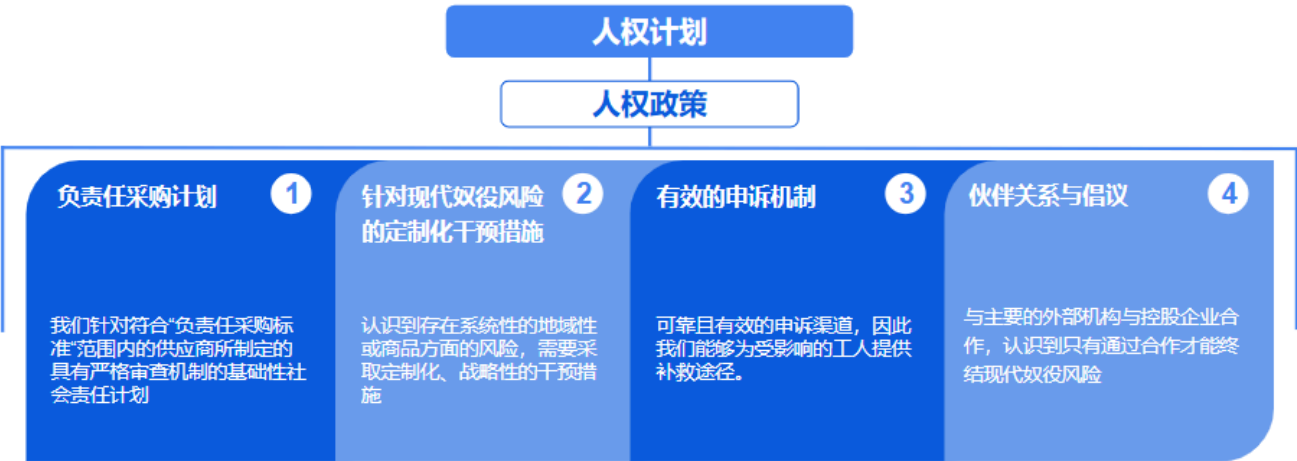 人权计划
人权政策
负责任采购计划
1
我们针对符合“负责任采购标
准”范围内的供应商所制定的
具有严格审查机制的基础性社
会责任计划
针对现代奴役风险
的定制化干预措施
2
认识到存在系统性的地域性
或商品方面的风险，需要采
取定制化、战略性的干预措
施
有效的申诉机制
3
可靠且有效的申诉渠道，因此
我们能够为受影响的工人提供
补救途径。
伙伴关系与倡议
4
与主要的外部机构与控股企业合
作，认识到只有通过合作才能终
结现代奴役风险